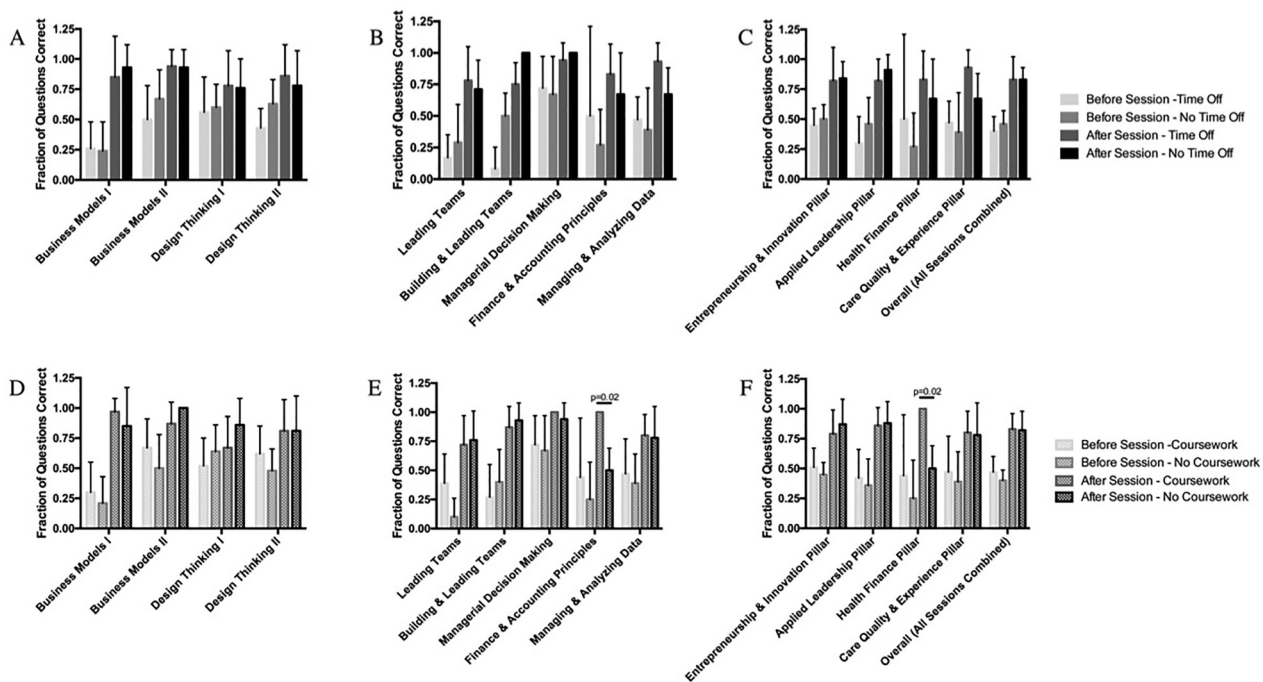 A
Fraction of Questions Correct
1.25
1.00
0.75
0.50
0.25
0.00
Business Models I
Business Models II
Design Thinking I
Design Thinking II
B
Fraction of Questions Correct
1.25
1.00
0.75
0.50
0.25
0.00
Leading Teams
Building & Leading Teams
Managerial Decision Making
Finance & Accounting Principles
Managing & Analyzing Data
C
Fraction of Questions Correct
1.25
1.00
0.75
0.50
0.25
0.00
Entrepreneurship & Innovation Pillar
Applied Leadership Pillar
Health Finance Pillar
Care Quality & Experience Pillar
Overall (All Sessions Combined)
Before Session -Time Off
Before Session - No Time Off
After Session - Time Off
After Session - No Time Off
D
Fraction of Questions Correct
1.25
1.00
0.75
0.50
0.25
0.00
Business Models I
Business Models II
Design Thinking I
Design Thinking II
E
Fraction of Questions Correct
1.25
1.00
0.75
0.50
0.25
0.00
p=0.02
Leading Teams
Building & Leading Teams
Managerial Decision Making
Finance & Accounting Principles
Managing & Analyzing Data
F
Fraction of Questions Correct
1.25
1.00
0.75
0.50
0.25
0.00
p=0.02
Entrepreneurship & Innovation Pillar
Applied Leadership Pillar
Health Finance Pillar
Care Quality & Experience Pillar
Overall (All Sessions Combined)
Before Session -Coursework
Before Session - No Coursework
After Session - Coursework
After Session - No Coursework